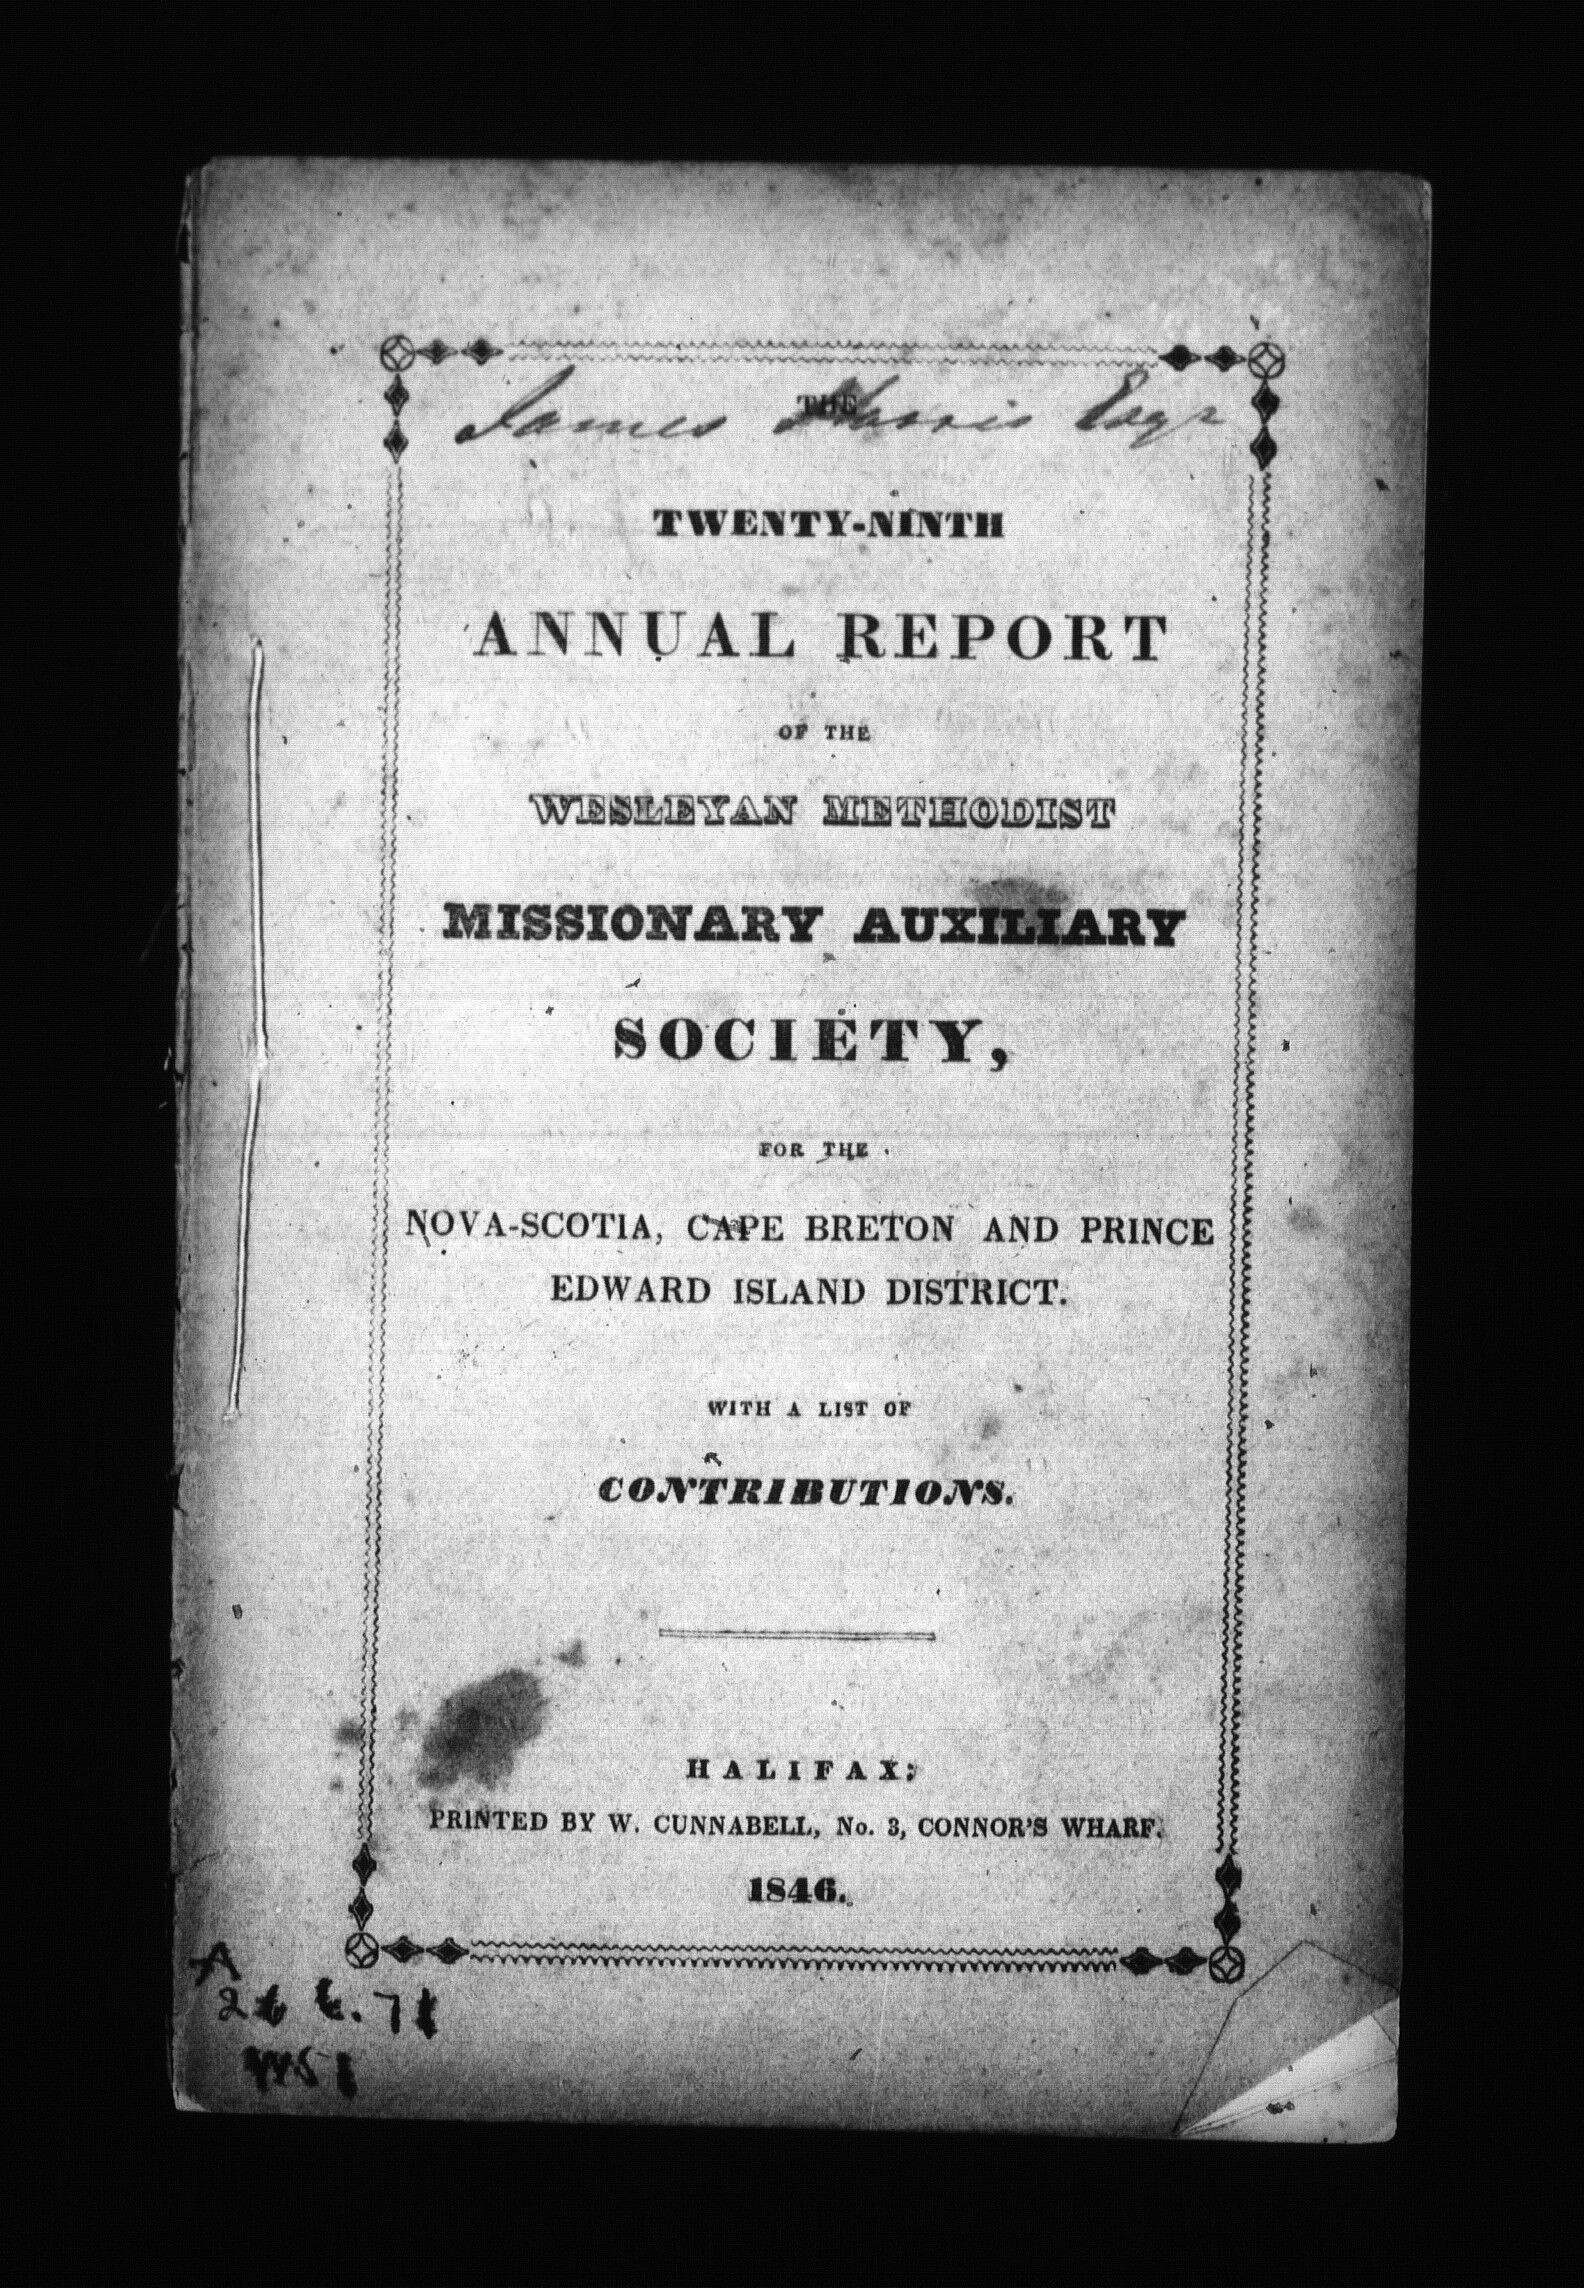 THE
James Norris Esqr
TWENTY-NINTH
ANNUAL REPORT
OF THE
WESLEYAN METHODIST
MISSIONARY AUXILIARY
SOCIETY,
FOR THE
NOVA-SCOTIA, CAPE BRETON AND PRINCE
EDWARD ISLAND DISTRICT.
WITH A LIST OF
CONTRIBUTIONS.
HALIFAX:
PRINTED BY W. CUNNABELL, No. 3, CONNOR'S WHARF.
1846.
A